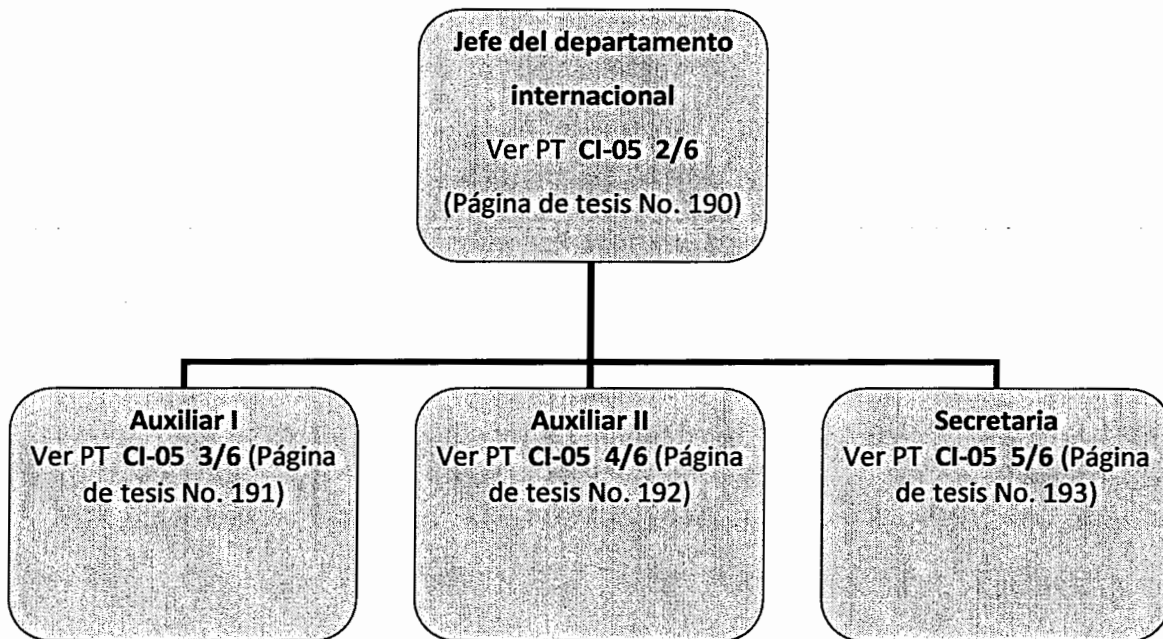 Jefe del departamento
internacional
Ver PT CI-05 2/6
(Página de tesis No. 190)
Auxiliar I
Ver PT CI-05 3/6 (Página
de tesis No. 191)
Auxiliar II
Ver PT CI-05 4/6 (Página
de tesis No. 192)
Secretaria
Ver PT CI-05 5/6 (Página
de tesis No. 193)